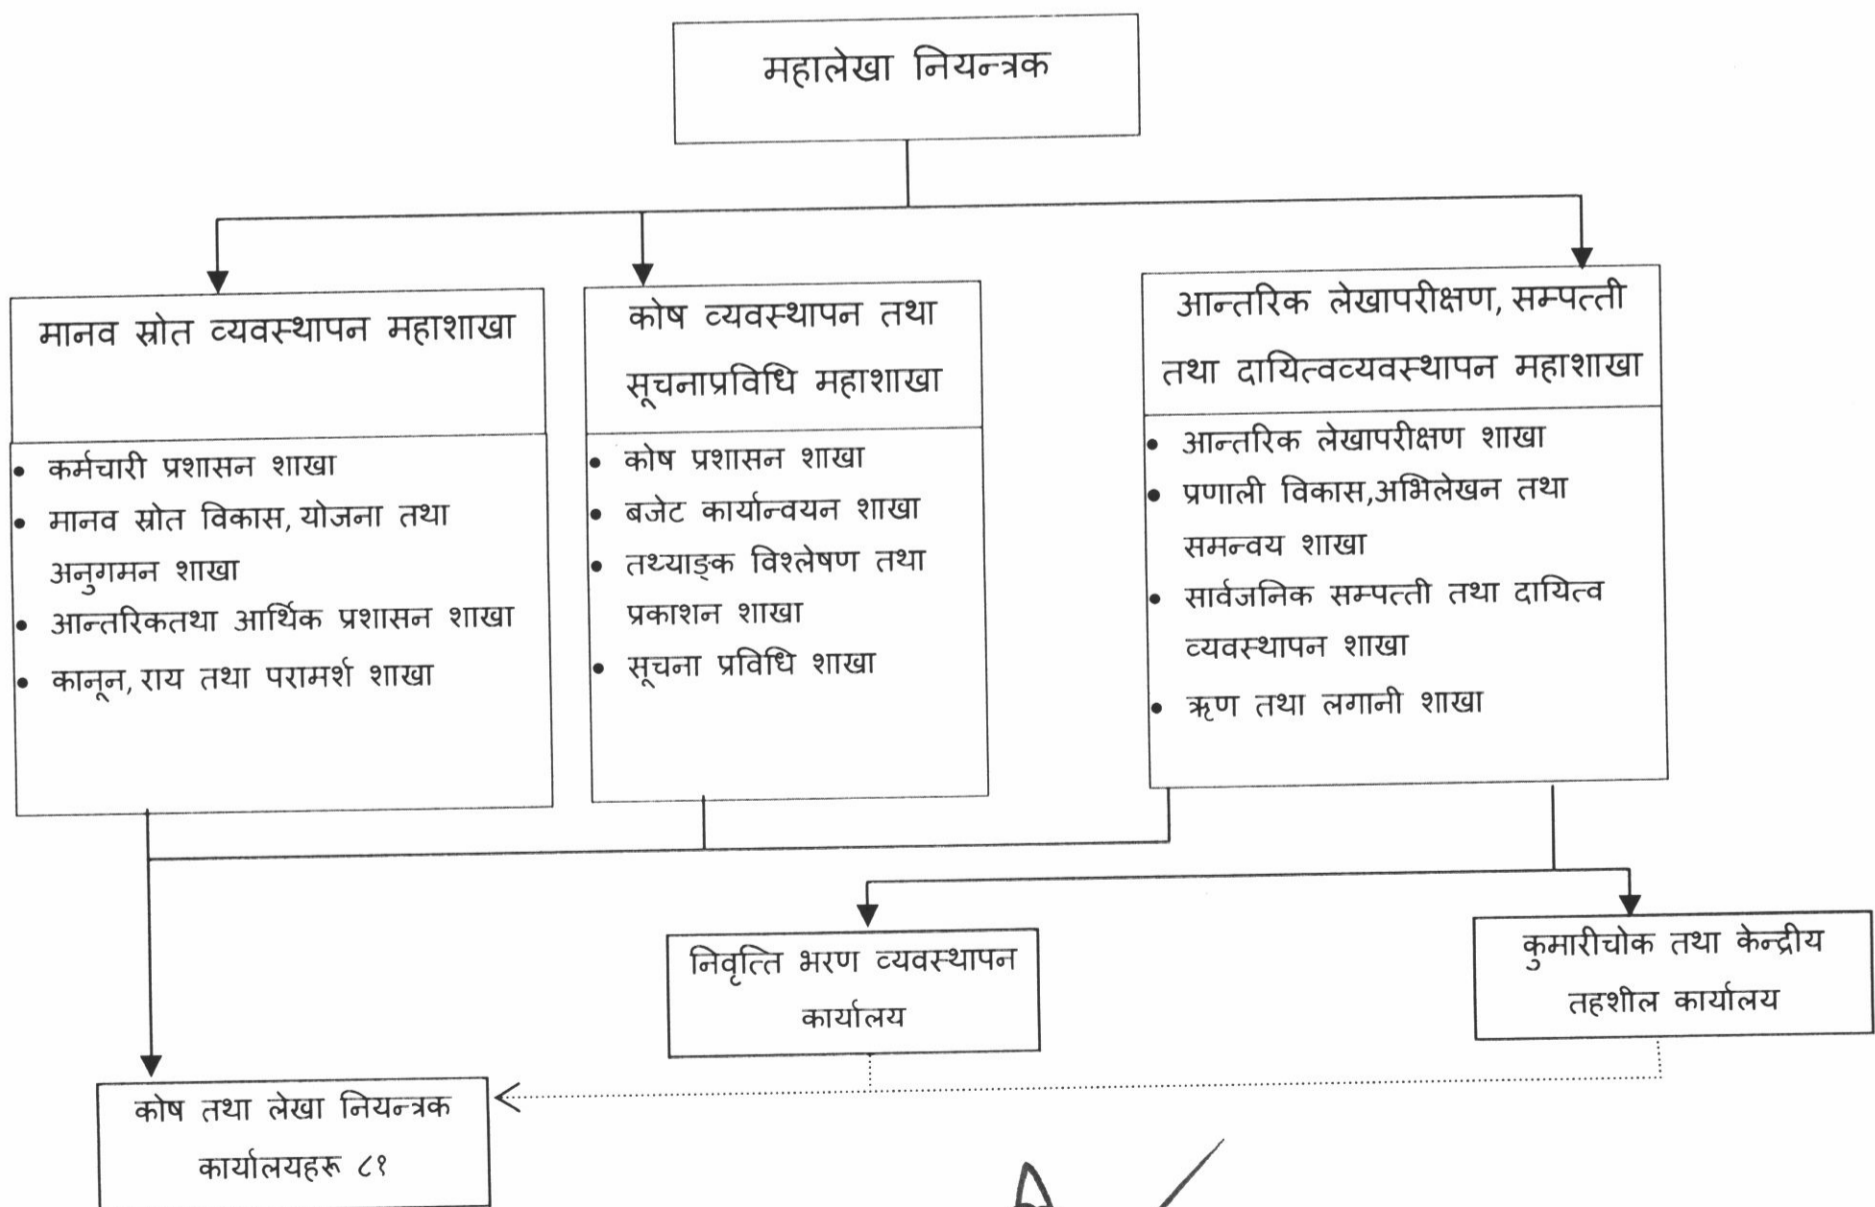 महालेखा नियन्त्रक
मानव स्रोत व्यवस्थापन महाशाखा
• कर्मचारी प्रशासन शाखा
• मानव स्रोत विकास, योजना तथा
अनुगमन शाखा
• आन्तरिकतथा आर्थिक प्रशासन शाखा
• कानून, राय तथा परामर्श शाखा
कोष व्यवस्थापन तथा
सूचनाप्रविधि महाशाखा
• कोष प्रशासन शाखा
• बजेट कार्यान्वयन शाखा
• तथ्याङ्क विश्लेषण तथा
प्रकाशन शाखा
• सूचना प्रविधि शाखा
आन्तरिक लेखापरीक्षण, सम्पत्ती
तथा दायित्वव्यवस्थापन महाशाखा
• आन्तरिक लेखापरीक्षण शाखा
• प्रणाली विकास,अभिलेखन तथा
समन्वय शाखा
• सार्वजनिक सम्पत्ती तथा दायित्व
व्यवस्थापन शाखा
• ऋण तथा लगानी शाखा
निवृत्ति भरण व्यवस्थापन
कार्यालय
कुमारीचोक तथा केन्द्रीय
तहशील कार्यालय
कोष तथा लेखा नियन्त्रक
कार्यालयहरू ८१